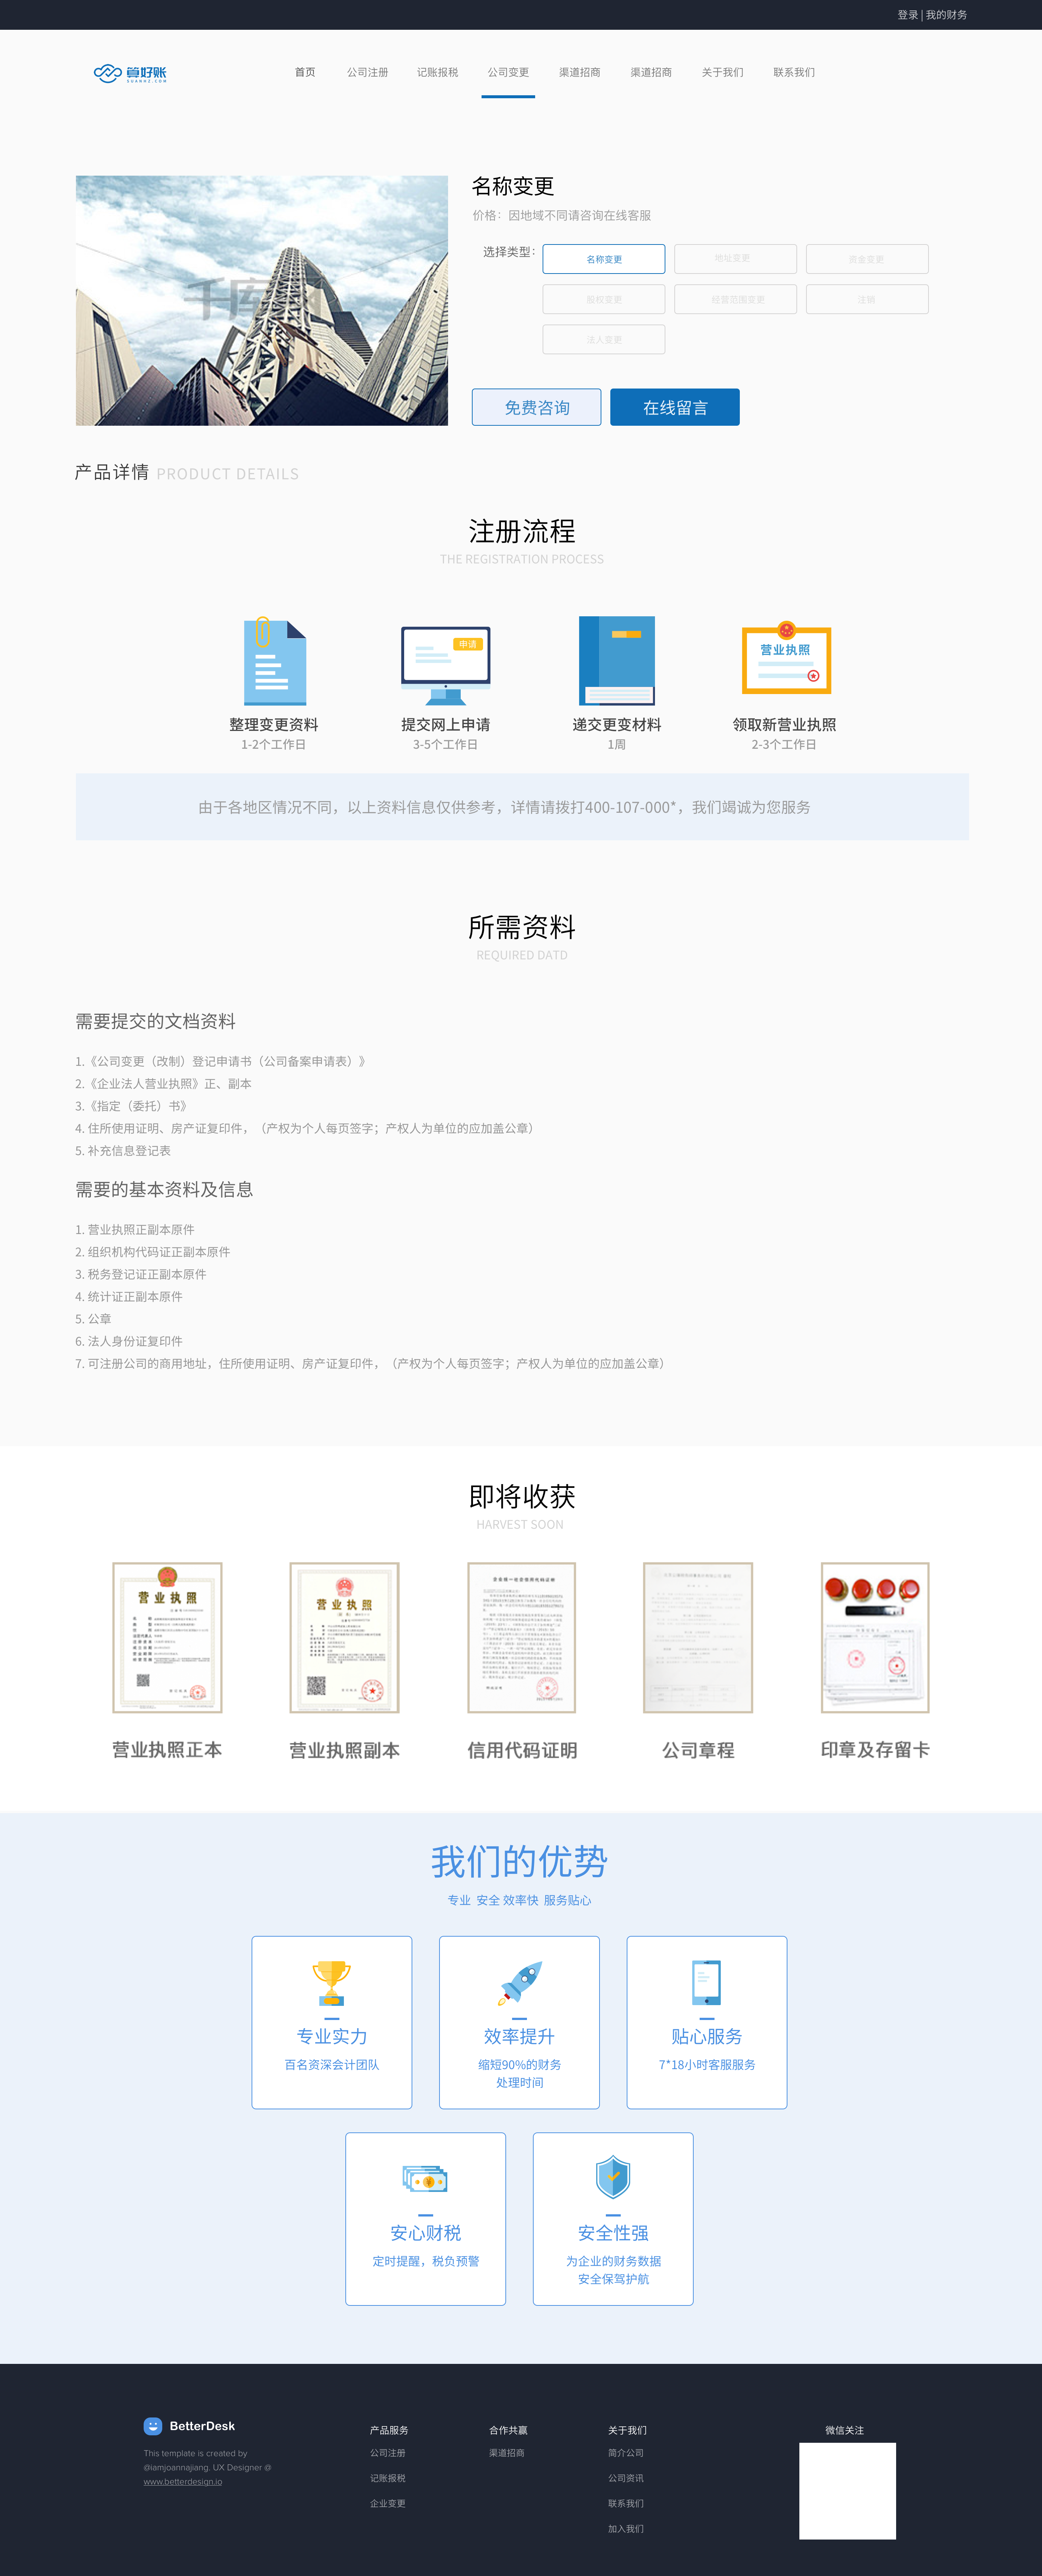 登录 | 我的财务
算好账
SUANHZ.COM
首页 公司注册 记账报税 公司变更 渠道招商 渠道招商 关于我们 联系我们
千库网
名称变更
价格：因地域不同请咨询在线客服
选择类型：
名称变更 地址变更 资金变更
股权变更 经营范围变更 注销
法人变更
免费咨询 在线留言
产品详情 PRODUCT DETAILS
注册流程
THE REGISTRATION PROCESS
申请
营业执照
整理变更资料 提交网上申请 递交更变材料 领取新营业执照
1-2个工作日 3-5个工作日 1周 2-3个工作日
由于各地区情况不同，以上资料信息仅供参考，详情请拨打400-107-000*，我们竭诚为您服务
所需资料
REQUIRED DATD
需要提交的文档资料
1.《公司变更（改制）登记申请书（公司备案申请表）》
2.《企业法人营业执照》正、副本
3.《指定（委托）书》
4. 住所使用证明、房产证复印件，（产权为个人每页签字；产权人为单位的应加盖公章）
5. 补充信息登记表
需要的基本资料及信息
1. 营业执照正副本原件
2. 组织机构代码证正副本原件
3. 税务登记证正副本原件
4. 统计证正副本原件
5. 公章
6. 法人身份证复印件
7. 可注册公司的商用地址，住所使用证明、房产证复印件，（产权为个人每页签字；产权人为单位的应加盖公章）
即将收获
HARVEST SOON
营业执照
营业执照
营业执照正本 营业执照副本 信用代码证明 公司章程 印章及存留卡
我们的优势
专业 安全 效率快 服务贴心
专业实力 效率提升 贴心服务
百名资深会计团队 缩短90%的财务 7*18小时客服服务
处理时间
安心财税 安全性强
定时提醒，税负预警 为企业的财务数据
安全保驾护航
BetterDesk
This template is created by
@iamjoannajiang. UX Designer @
www.betterdesign.io
产品服务
公司注册
记账报税
企业变更
合作共赢
渠道招商
关于我们
简介公司
公司资讯
联系我们
加入我们
微信关注